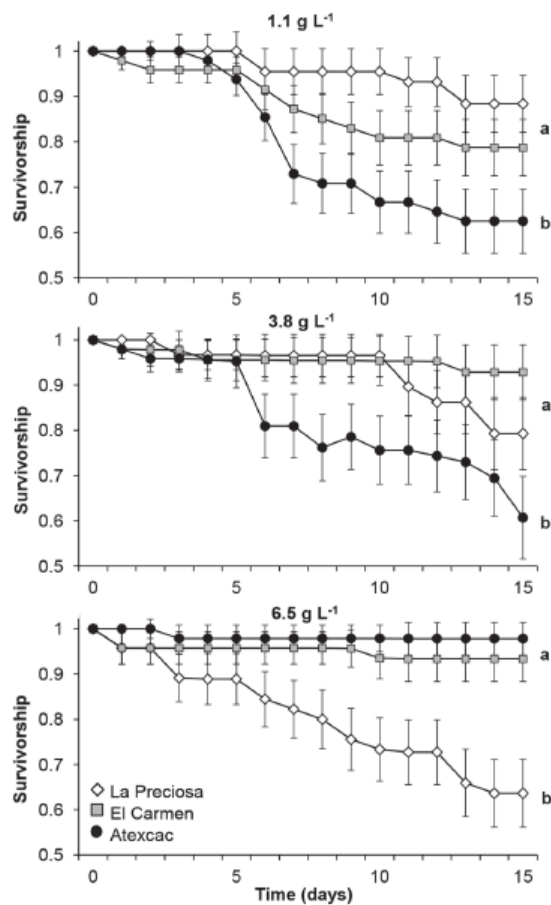 1.1 g L⁻¹
1
0.9
0.8
0.7
0.6
0.5
Survivorship
a
b
0 5 10 15
3.8 g L⁻¹
1
0.9
0.8
0.7
0.6
0.5
Survivorship
a
b
0 5 10 15
6.5 g L⁻¹
1
0.9
0.8
0.7
0.6
0.5
Survivorship
a
b
La Preciosa
El Carmen
Atexcac
0 5 10 15
Time (days)